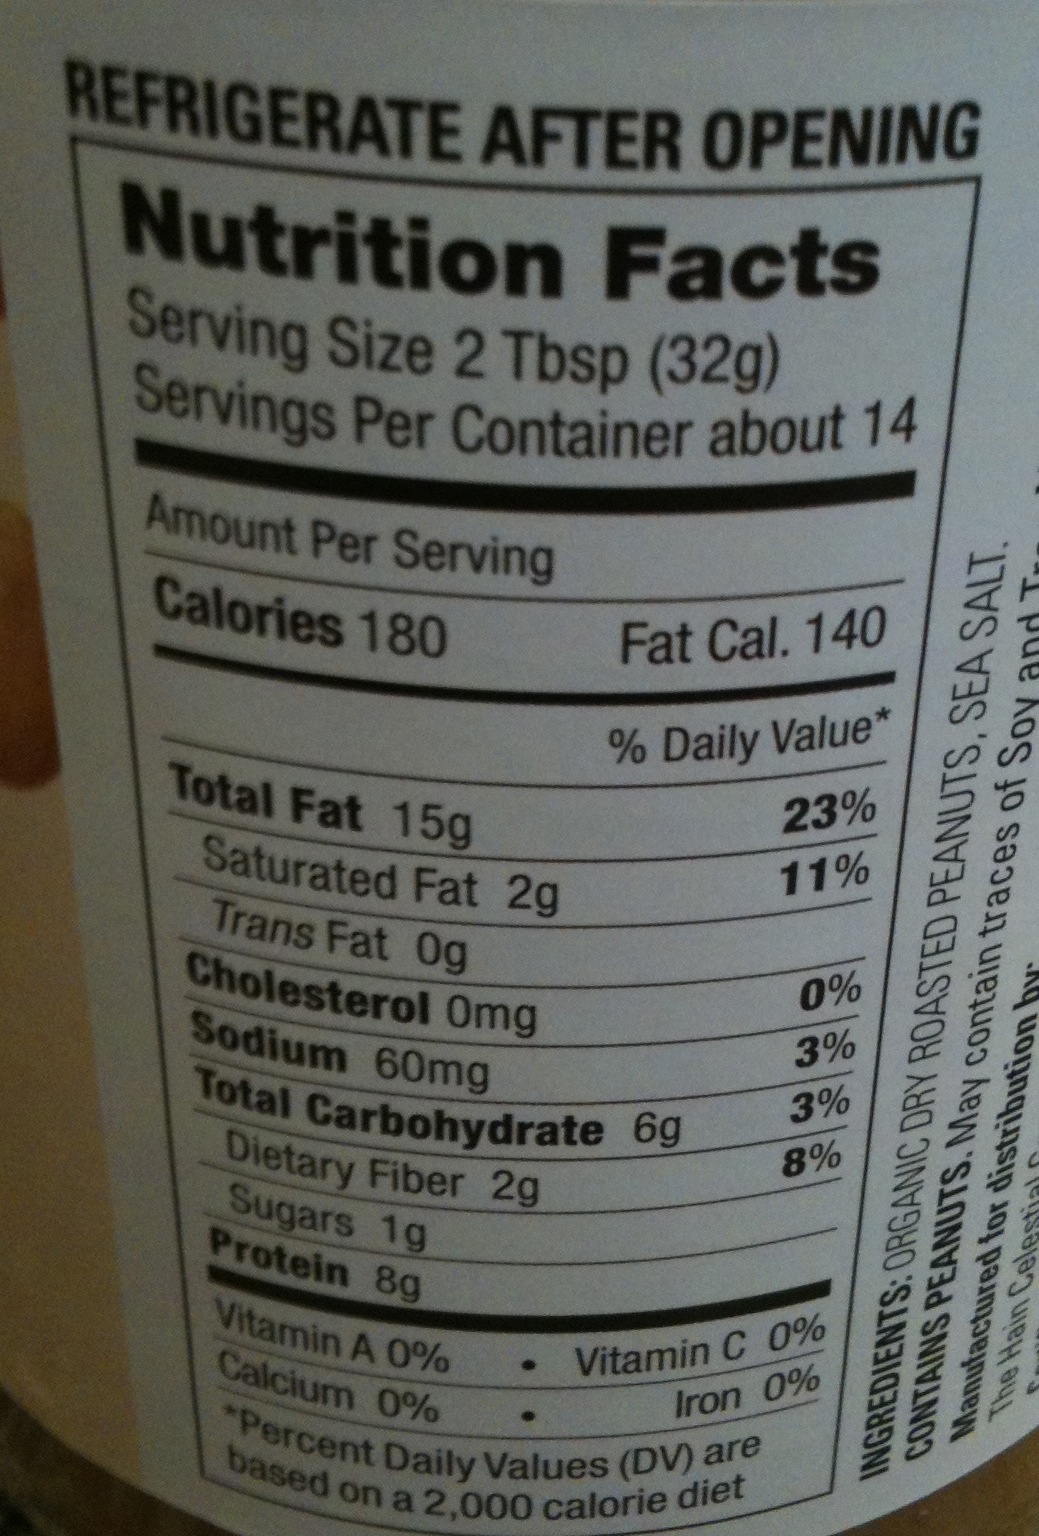 REFRIGERATE AFTER OPENING
Nutrition Facts
Serving Size 2 Tbsp (32g)
Servings Per Container about 14
Amount Per Serving
Calories 180 Fat Cal. 140
% Daily Value*
Total Fat 15g 23%
Saturated Fat 2g 11%
Trans Fat 0g
Cholesterol 0mg 0%
Sodium 60mg 3%
Total Carbohydrate 6g 3%
Dietary Fiber 2g 8%
Sugars 1g
Protein 8g
Vitamin A 0% • Vitamin C 0%
Calcium 0% • Iron 0%
*Percent Daily Values (DV) are
based on a 2,000 calorie diet
INGREDIENTS: ORGANIC DRY ROASTED PEANUTS, SEA SALT.
CONTAINS PEANUTS. May contain traces of Soy and
Manufactured for distribution by:
The Hain Celestial